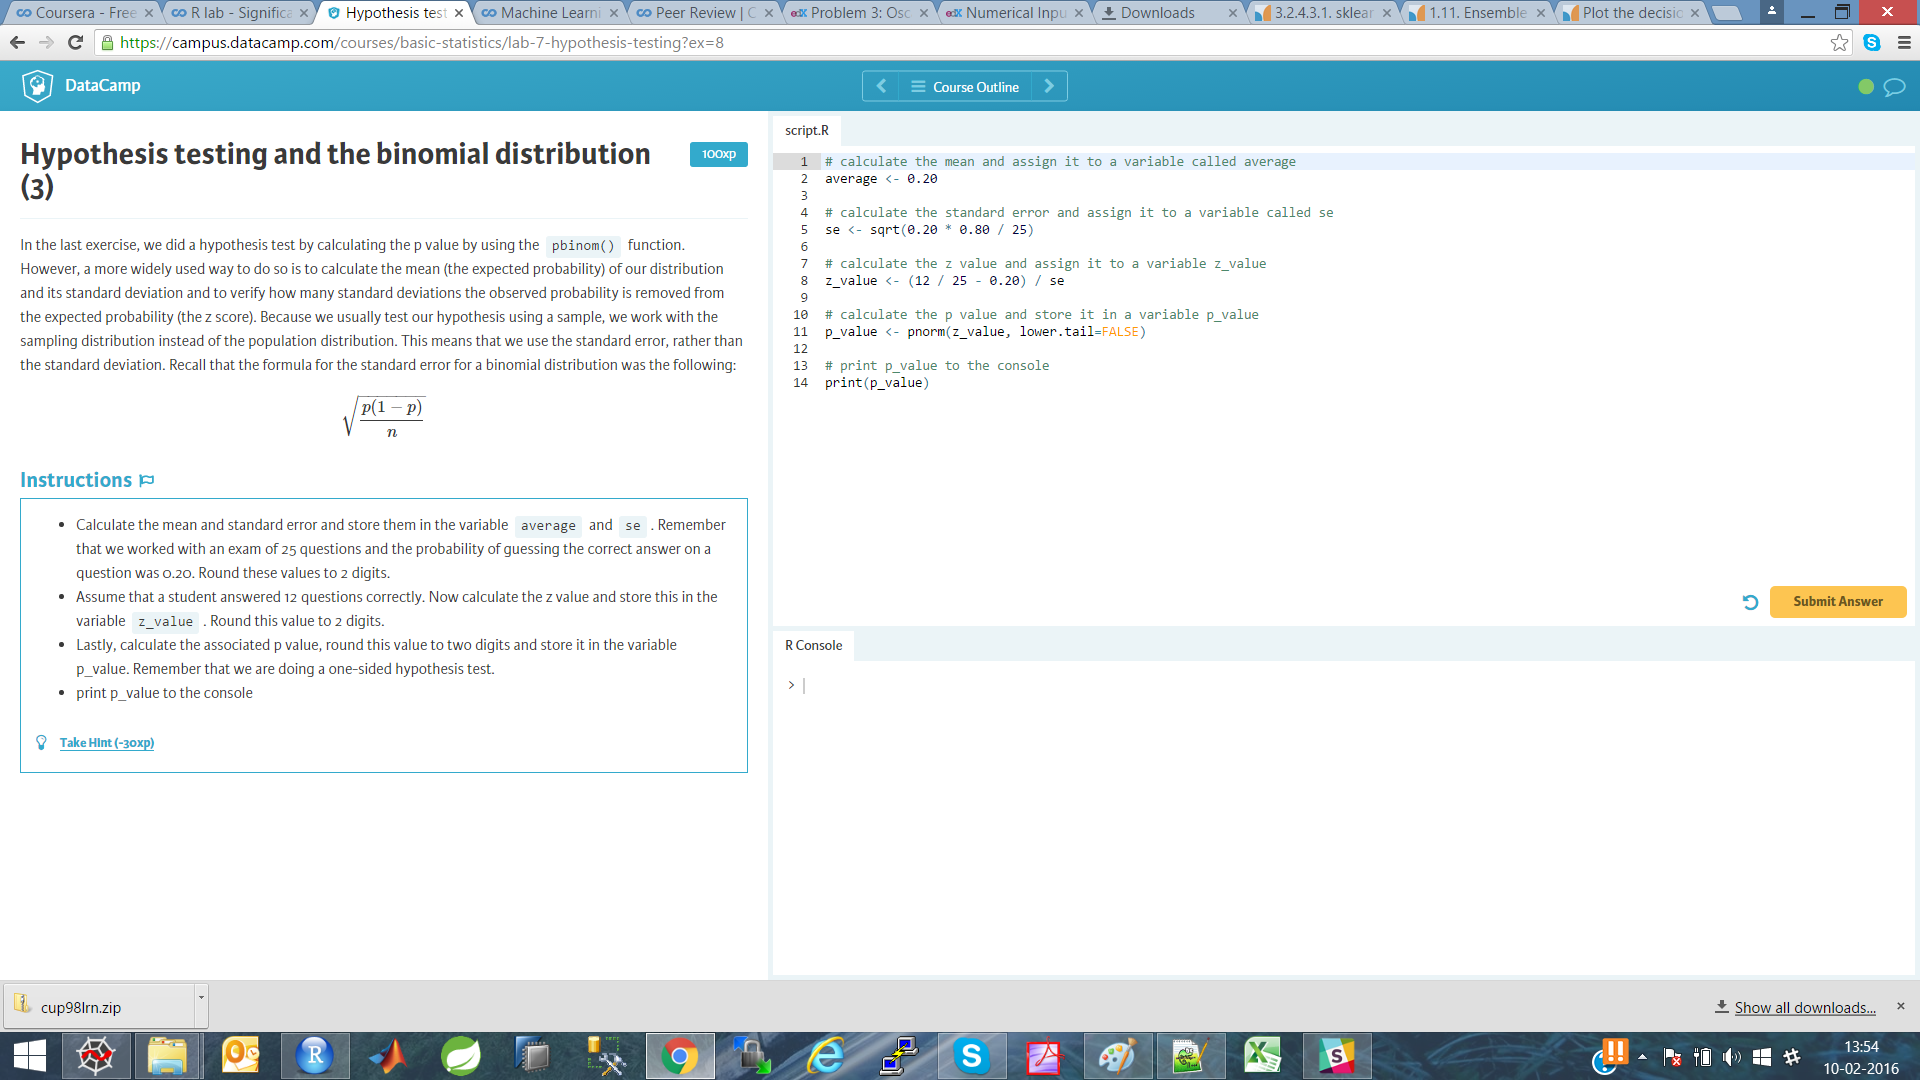 Coursera - Free
R lab - Significa
Hypothesis test
Machine Learni
Peer Review | C
Problem 3: Osc
Numerical Inpu
Downloads
3.2.4.3.1. sklear
1.11. Ensemble
Plot the decisio
https://campus.datacamp.com/courses/basic-statistics/lab-7-hypothesis-testing?ex=8
DataCamp
Course Outline
Hypothesis testing and the binomial distribution
(3)
100xp
In the last exercise, we did a hypothesis test by calculating the p value by using the pbinom() function.
However, a more widely used way to do so is to calculate the mean (the expected probability) of our distribution
and its standard deviation and to verify how many standard deviations the observed probability is removed from
the expected probability (the z score). Because we usually test our hypothesis using a sample, we work with the
sampling distribution instead of the population distribution. This means that we use the standard error, rather than
the standard deviation. Recall that the formula for the standard error for a binomial distribution was the following:
√ p(1 − p)
n
Instructions
• Calculate the mean and standard error and store them in the variable average and se . Remember
that we worked with an exam of 25 questions and the probability of guessing the correct answer on a
question was 0.20. Round these values to 2 digits.
• Assume that a student answered 12 questions correctly. Now calculate the z value and store this in the
variable z_value . Round this value to 2 digits.
• Lastly, calculate the associated p value, round this value to two digits and store it in the variable
p_value. Remember that we are doing a one-sided hypothesis test.
• print p_value to the console
Take Hint (-30xp)
script.R
1 # calculate the mean and assign it to a variable called average
2 average <- 0.20
3
4 # calculate the standard error and assign it to a variable called se
5 se <- sqrt(0.20 * 0.80 / 25)
6
7 # calculate the z value and assign it to a variable z_value
8 z_value <- (12 / 25 - 0.20) / se
9
10 # calculate the p value and store it in a variable p_value
11 p_value <- pnorm(z_value, lower.tail=FALSE)
12
13 # print p_value to the console
14 print(p_value)
Submit Answer
R Console
>
cup98lrn.zip
Show all downloads...
13:54
10-02-2016